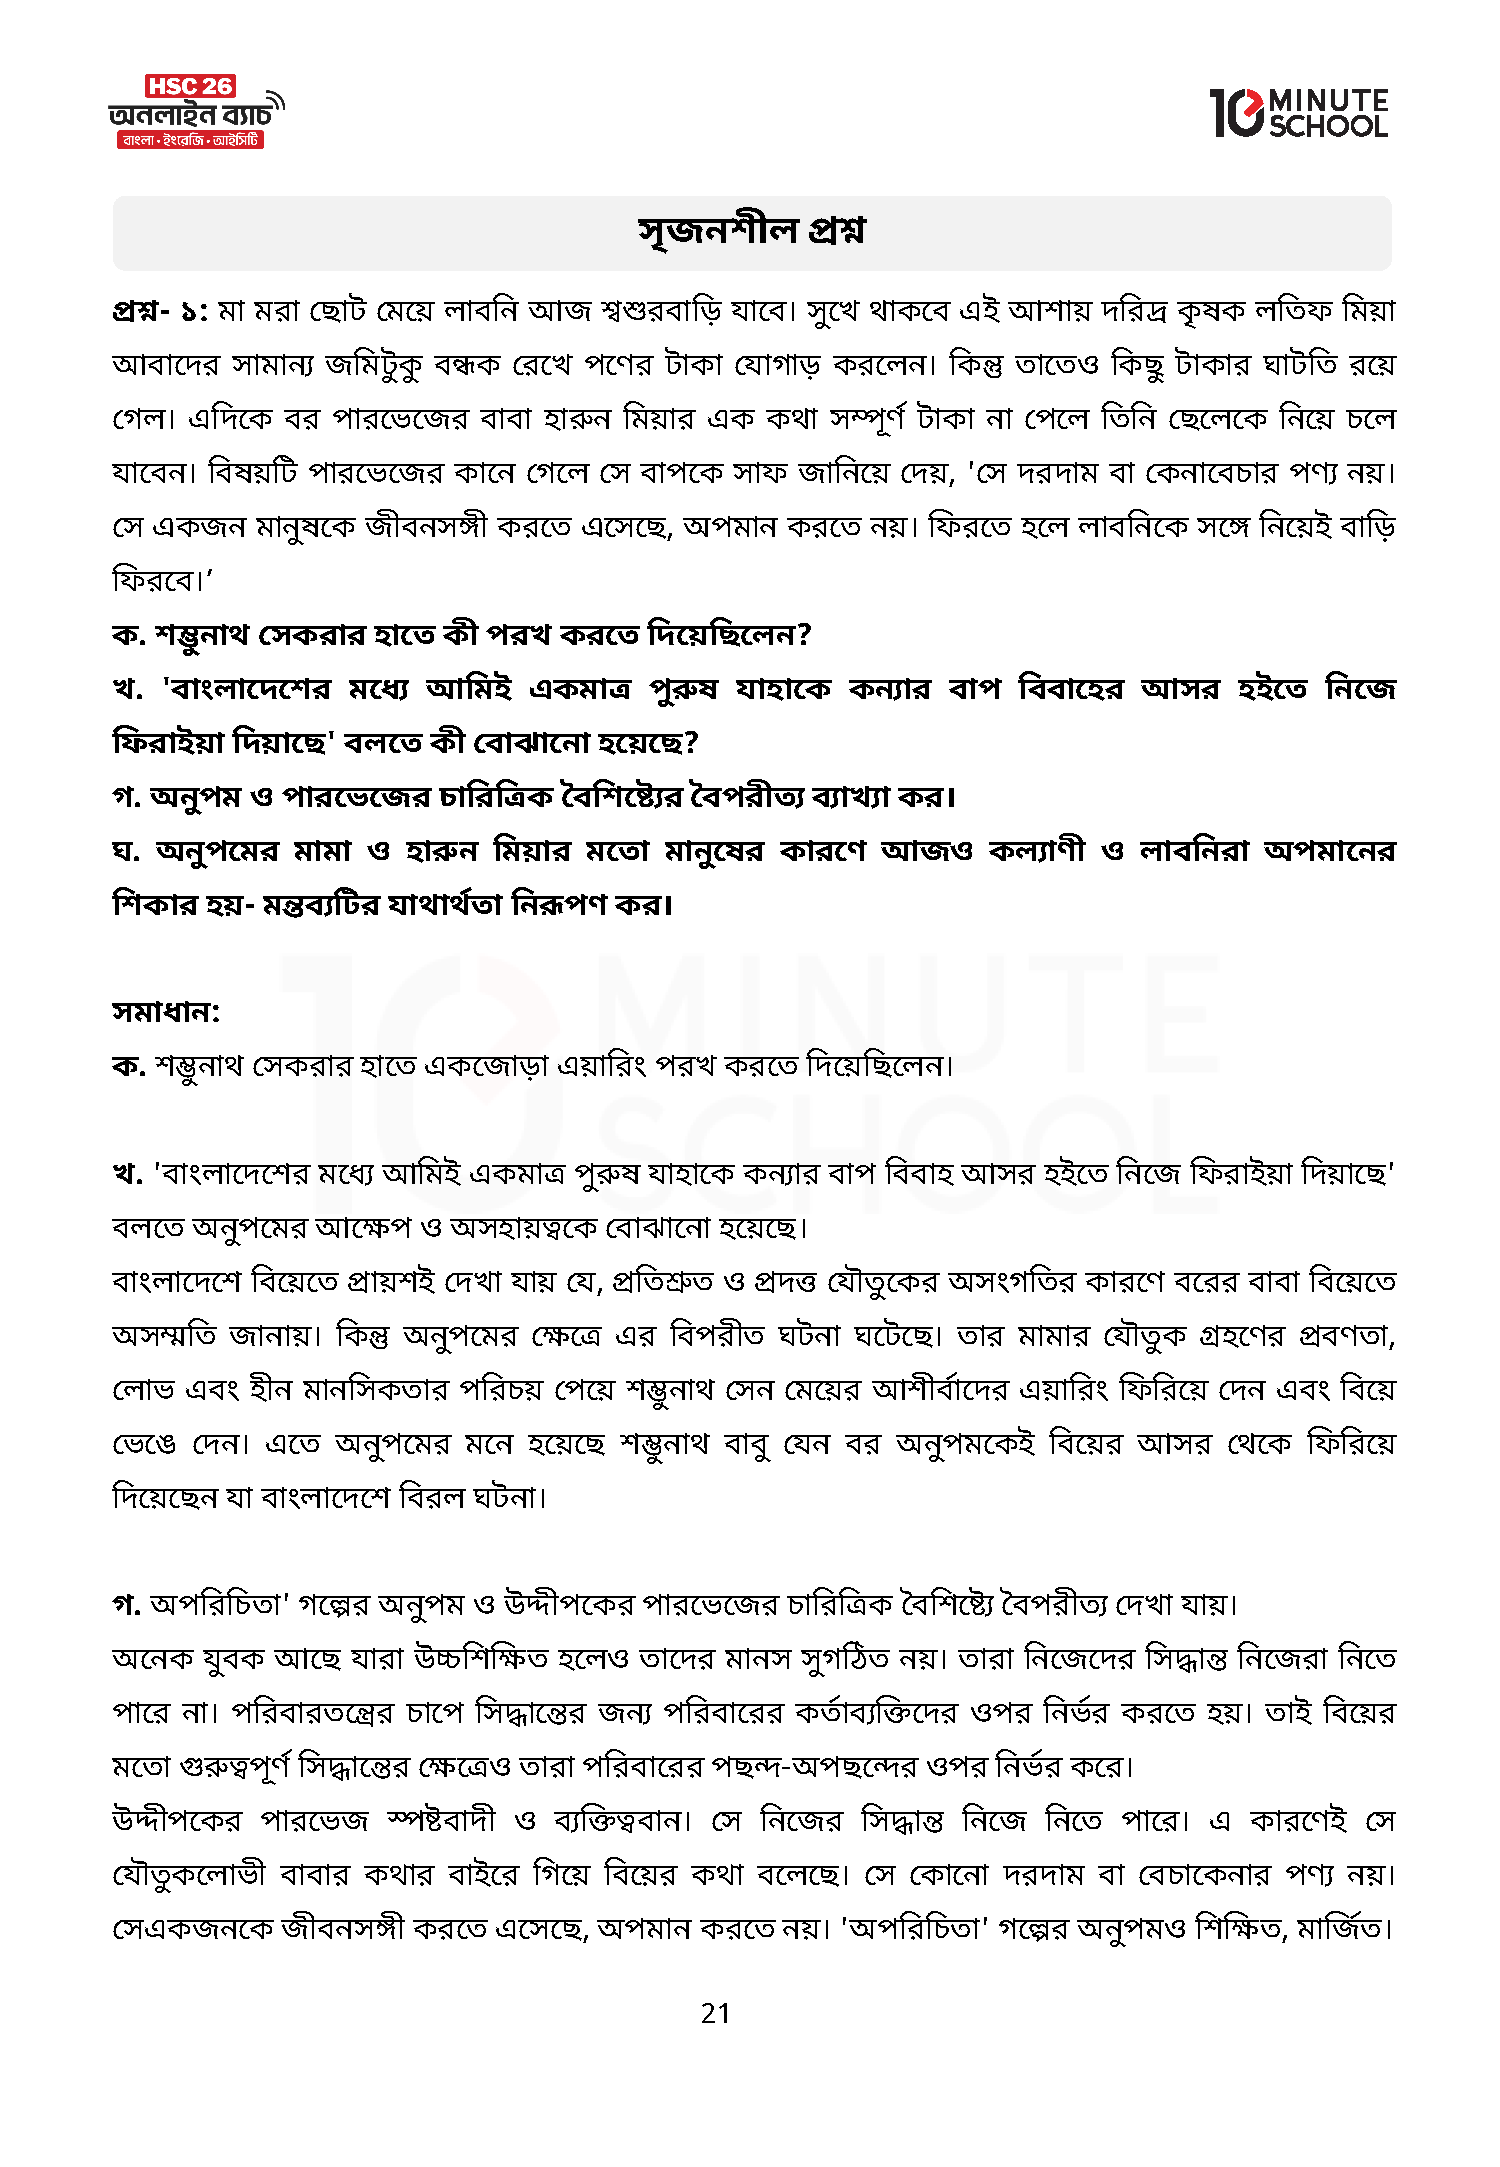 HSC 26
অনলাইন ব্যাচ
বাংলা • ইংরেজি • আইসিটি
10 MINUTE SCHOOL
সৃজনশীল প্রশ্ন
প্রশ্ন- ১: মা মরা ছোট মেয়ে লাবনি আজ শ্বশুরবাড়ি যাবে। সুখে থাকবে এই আশায় দরিদ্র কৃষক লতিফ মিয়া
আবাদের সামান্য জমিটুকু বন্ধক রেখে পণের টাকা যোগাড় করলেন। কিন্তু তাতেও কিছু টাকার ঘাটতি রয়ে
গেল। এদিকে বর পারভেজের বাবা হারুন মিয়ার এক কথা সম্পূর্ণ টাকা না পেলে তিনি ছেলেকে নিয়ে চলে
যাবেন। বিষয়টি পারভেজের কানে গেলে সে বাপকে সাফ জানিয়ে দেয়, 'সে দরদাম বা কেনাবেচার পণ্য নয়।
সে একজন মানুষকে জীবনসঙ্গী করতে এসেছে, অপমান করতে নয়। ফিরতে হলে লাবনিকে সঙ্গে নিয়েই বাড়ি
ফিরবে।’
ক. শম্ভুনাথ সেকরার হাতে কী পরখ করতে দিয়েছিলেন?
খ. 'বাংলাদেশের মধ্যে আমিই একমাত্র পুরুষ যাহাকে কন্যার বাপ বিবাহের আসর হইতে নিজে
ফিরাইয়া দিয়াছে' বলতে কী বোঝানো হয়েছে?
গ. অনুপম ও পারভেজের চারিত্রিক বৈশিষ্ট্যের বৈপরীত্য ব্যাখ্যা কর।
ঘ. অনুপমের মামা ও হারুন মিয়ার মতো মানুষের কারণে আজও কল্যাণী ও লাবনিরা অপমানের
শিকার হয়- মন্তব্যটির যাথার্থতা নিরূপণ কর।
সমাধান:
ক. শম্ভুনাথ সেকরার হাতে একজোড়া এয়ারিং পরখ করতে দিয়েছিলেন।
খ. 'বাংলাদেশের মধ্যে আমিই একমাত্র পুরুষ যাহাকে কন্যার বাপ বিবাহ আসর হইতে নিজে ফিরাইয়া দিয়াছে'
বলতে অনুপমের আক্ষেপ ও অসহায়ত্বকে বোঝানো হয়েছে।
বাংলাদেশে বিয়েতে প্রায়শই দেখা যায় যে, প্রতিশ্রুত ও প্রদত্ত যৌতুকের অসংগতির কারণে বরের বাবা বিয়েতে
অসম্মতি জানায়। কিন্তু অনুপমের ক্ষেত্রে এর বিপরীত ঘটনা ঘটেছে। তার মামার যৌতুক গ্রহণের প্রবণতা,
লোভ এবং হীন মানসিকতার পরিচয় পেয়ে শম্ভুনাথ সেন মেয়ের আশীর্বাদের এয়ারিং ফিরিয়ে দেন এবং বিয়ে
ভেঙে দেন। এতে অনুপমের মনে হয়েছে শম্ভুনাথ বাবু যেন বর অনুপমকেই বিয়ের আসর থেকে ফিরিয়ে
দিয়েছেন যা বাংলাদেশে বিরল ঘটনা।
গ. অপরিচিতা' গল্পের অনুপম ও উদ্দীপকের পারভেজের চারিত্রিক বৈশিষ্ট্যে বৈপরীত্য দেখা যায়।
অনেক যুবক আছে যারা উচ্চশিক্ষিত হলেও তাদের মানস সুগঠিত নয়। তারা নিজেদের সিদ্ধান্ত নিজেরা নিতে
পারে না। পরিবারতন্ত্রের চাপে সিদ্ধান্তের জন্য পরিবারের কর্তাব্যক্তিদের ওপর নির্ভর করতে হয়। তাই বিয়ের
মতো গুরুত্বপূর্ণ সিদ্ধান্তের ক্ষেত্রেও তারা পরিবারের পছন্দ-অপছন্দের ওপর নির্ভর করে।
উদ্দীপকের পারভেজ স্পষ্টবাদী ও ব্যক্তিত্ববান। সে নিজের সিদ্ধান্ত নিজে নিতে পারে। এ কারণেই সে
যৌতুকলোভী বাবার কথার বাইরে গিয়ে বিয়ের কথা বলেছে। সে কোনো দরদাম বা বেচাকেনার পণ্য নয়।
সেএকজনকে জীবনসঙ্গী করতে এসেছে, অপমান করতে নয়। 'অপরিচিতা' গল্পের অনুপমও শিক্ষিত, মার্জিত।
21